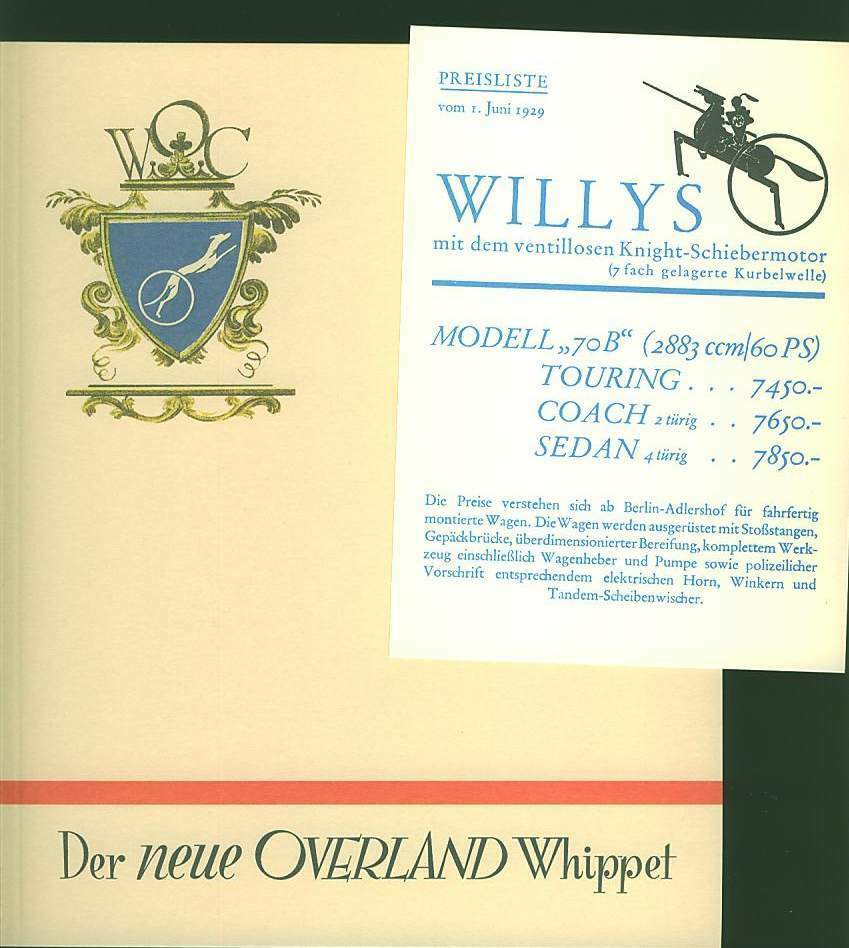 W.O.C
PREISLISTE
vom 1. Juni 1929
WILLYS
mit dem ventillosen Knight-Schiebermotor
(7 fach gelagerte Kurbelwelle)
MODELL „70B“ (2883 ccm|60 PS)
TOURING . . . 7450.-
COACH 2 türig . . 7650.-
SEDAN 4 türig . . 7850.-
Die Preise verstehen sich ab Berlin-Adlershof für fahrfertig
montierte Wagen. Die Wagen werden ausgerüstet mit Stoßstangen,
Gepäckbrücke, überdimensionierter Bereifung, komplettem Werk-
zeug einschließlich Wagenheber und Pumpe sowie polizeilicher
Vorschrift entsprechendem elektrischen Horn, Winkern und
Tandem-Scheibenwischer.
Der neue OVERLAND Whippet